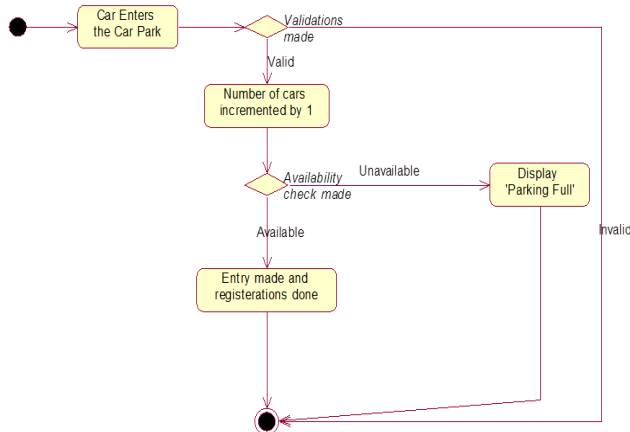 Car Enters
the Car Park
Validations
made
Valid
Number of cars
incremented by 1
Availability
check made
Unavailable
Display
'Parking Full'
Available
Invalid
Entry made and
registerations done